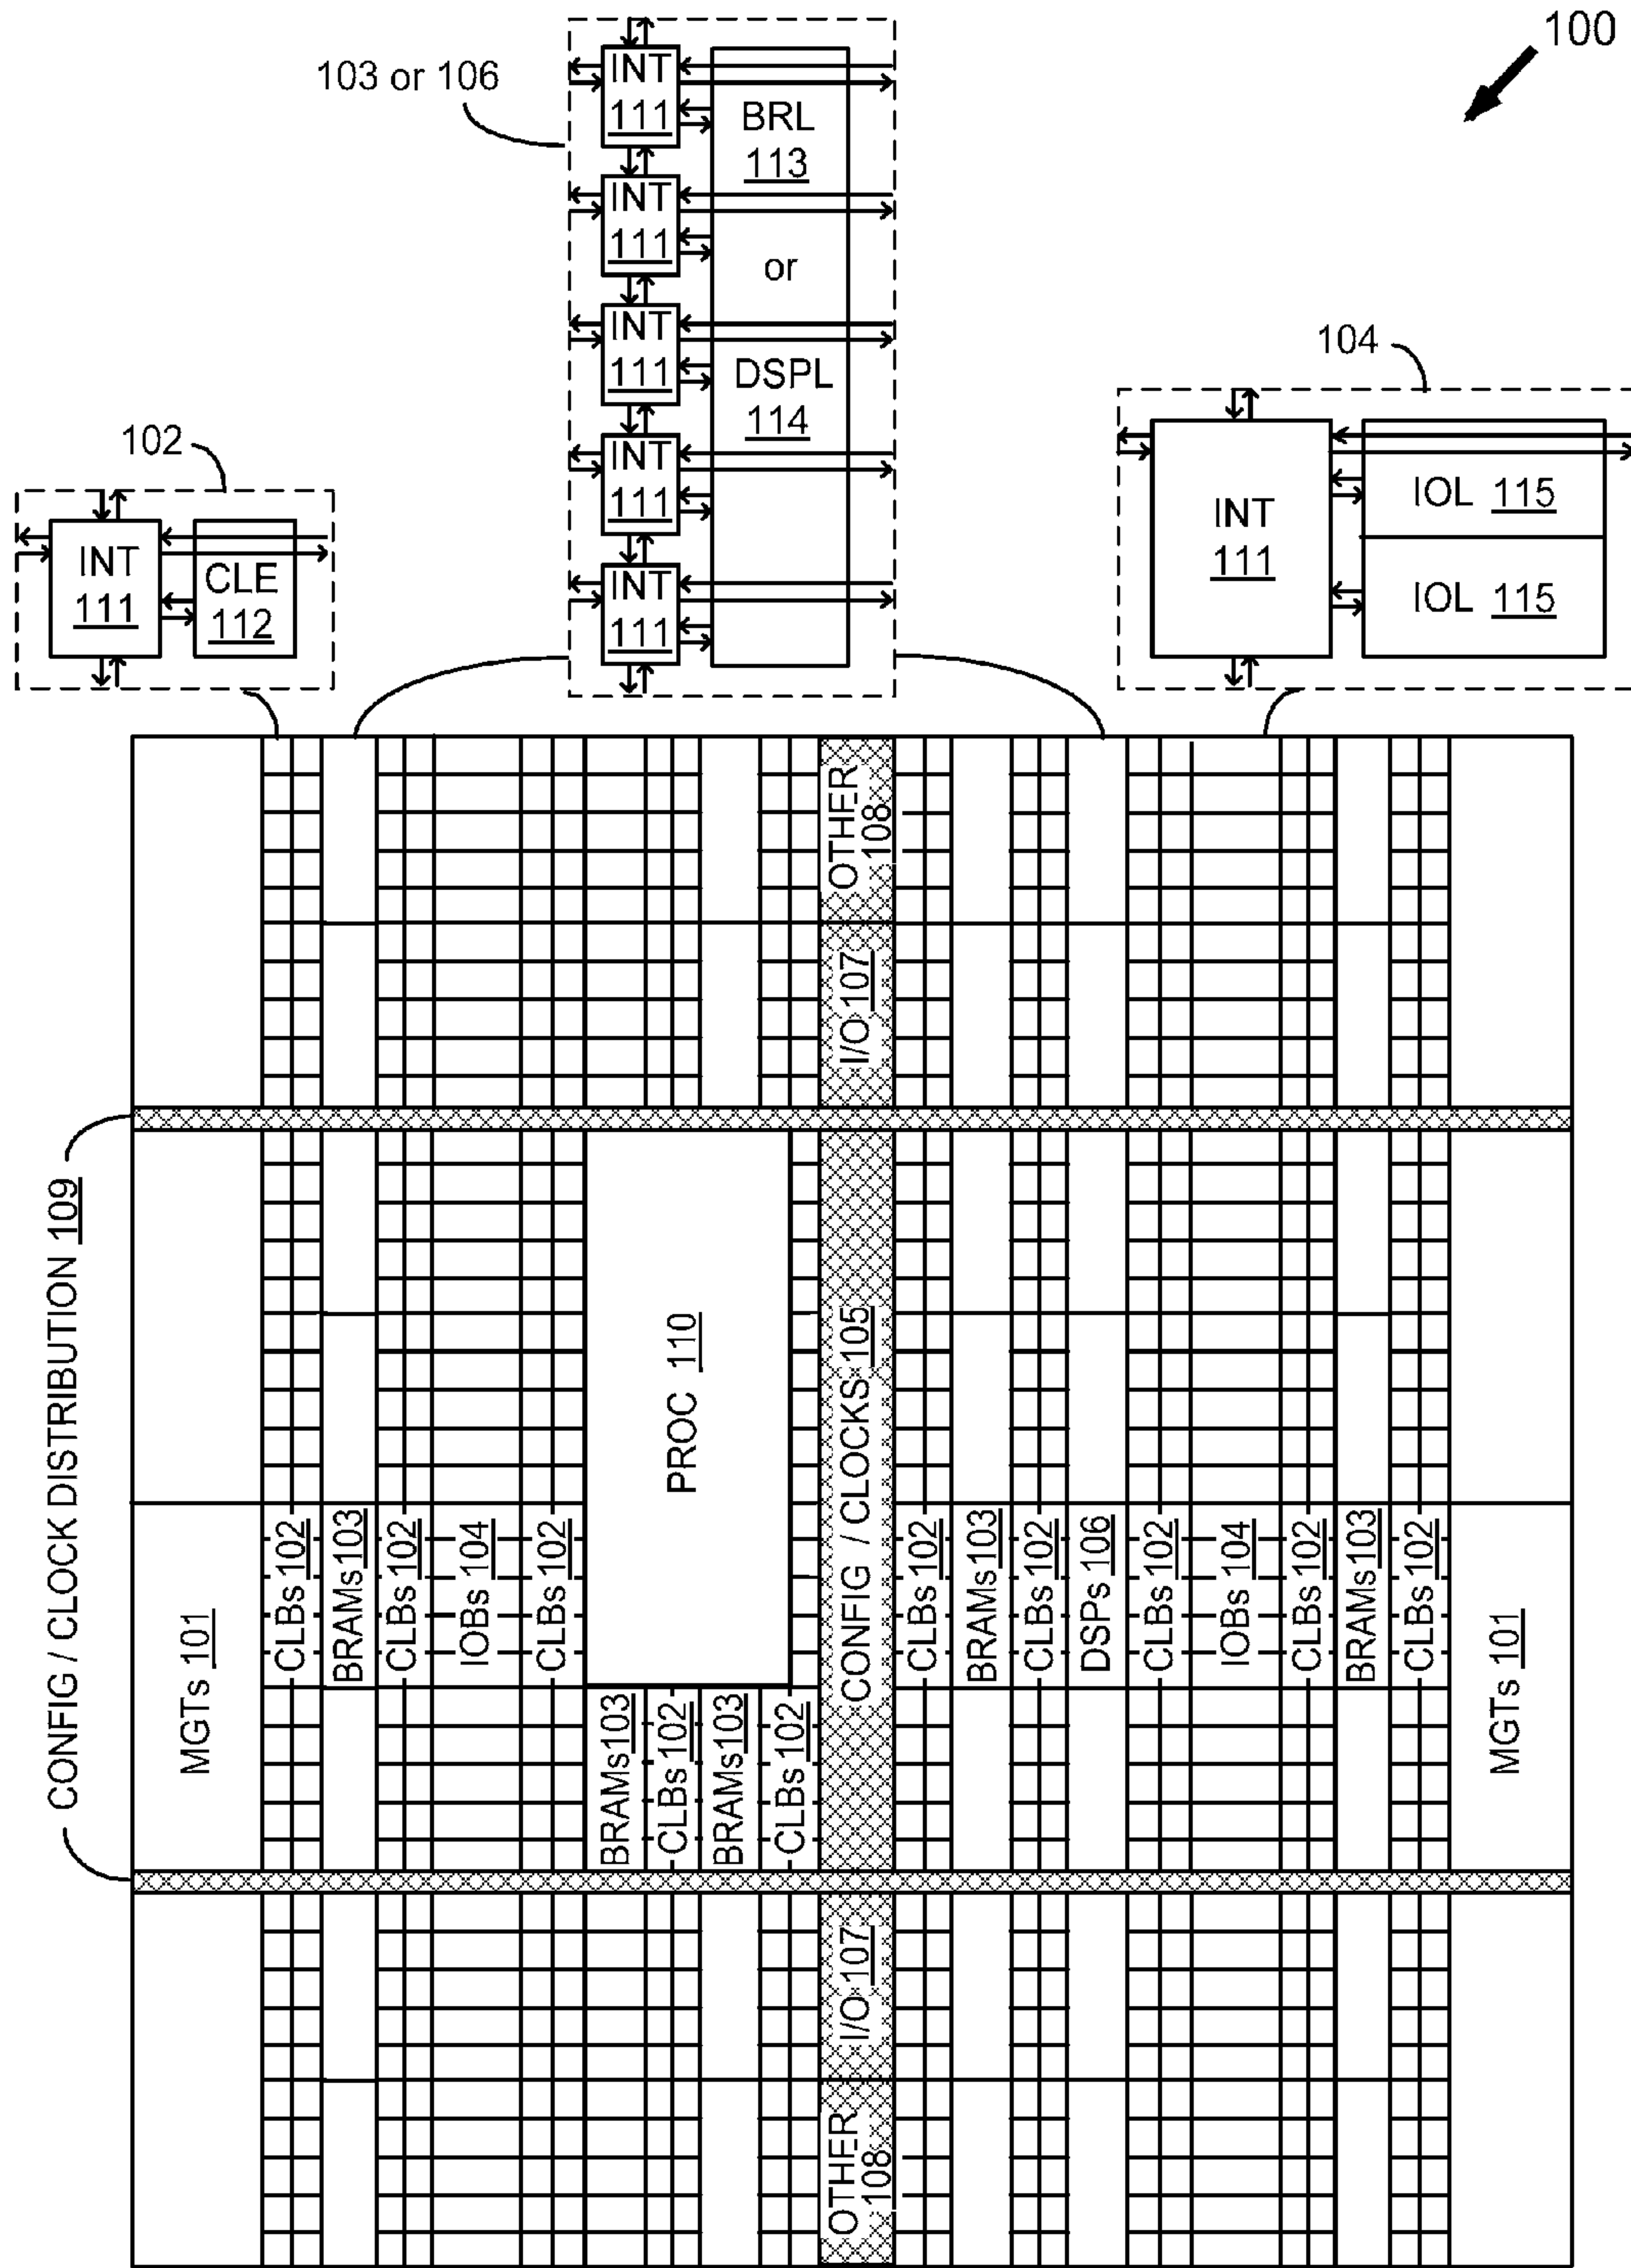 100
103 or 106
INT
111
INT
111
INT
111
INT
111
INT
111
BRL
113
or
DSPL
114
102
INT
111
CLE
112
104
INT
111
IOL 115
IOL 115
OTHER
108
I/O 107
CONFIG / CLOCK DISTRIBUTION 109
PROC 110
CONFIG / CLOCKS 105
MGTs 101
CLBs 102
BRAMs 103
CLBs 102
IOBs 104
CLBs 102
BRAMs 103
CLBs 102
BRAMs 103
CLBs 102
CLBs 102
BRAMs 103
CLBs 102
DSPs 106
CLBs 102
IOBs 104
CLBs 102
BRAMs 103
CLBs 102
MGTs 101
I/O 107
OTHER
108